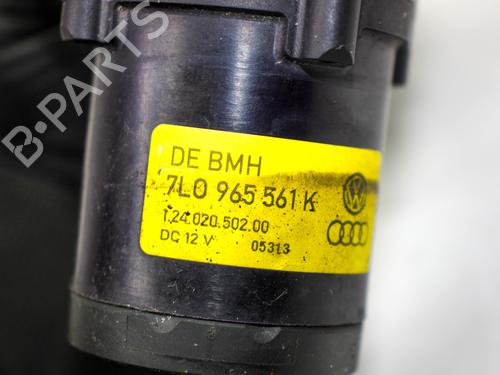 B-PARTS
DE BMH
7L0 965 561 K
1.24.020.502.00
DC 12 V 05313